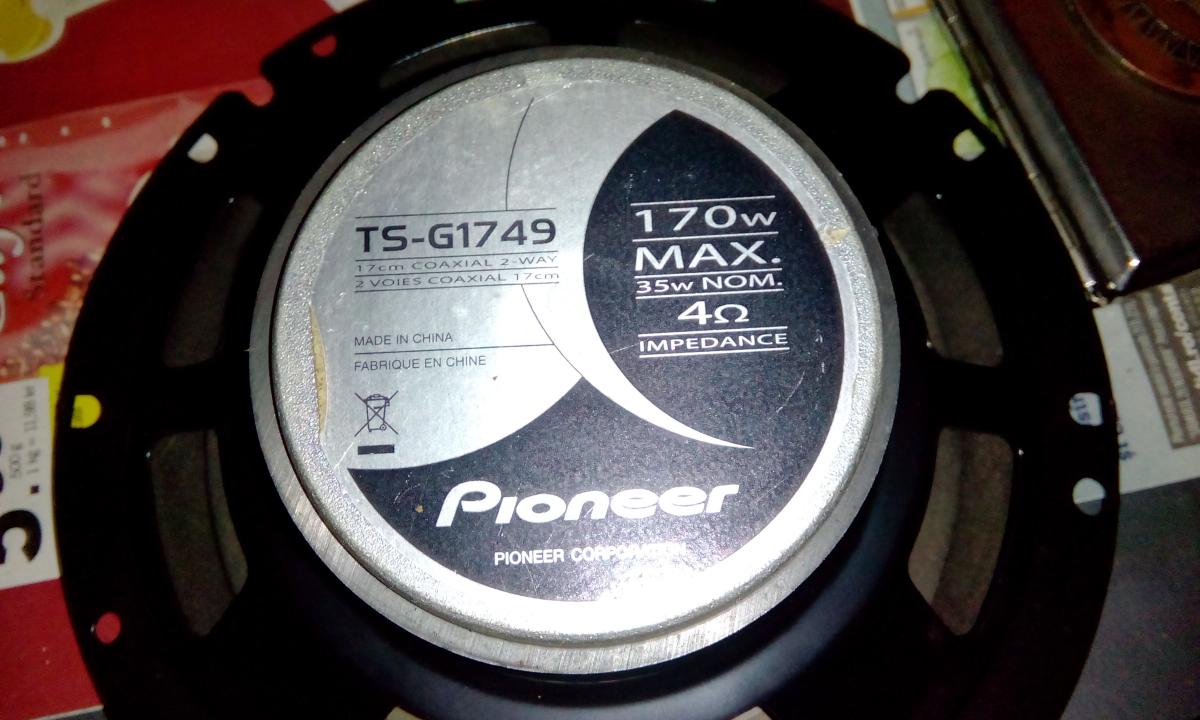 TS-G1749
17cm COAXIAL 2-WAY
2 VOIES COAXIAL 17cm
MADE IN CHINA
FABRIQUE EN CHINE
170w
MAX.
35w NOM.
4Ω
IMPEDANCE
Pioneer
PIONEER CORPORATION
Standard
500 g